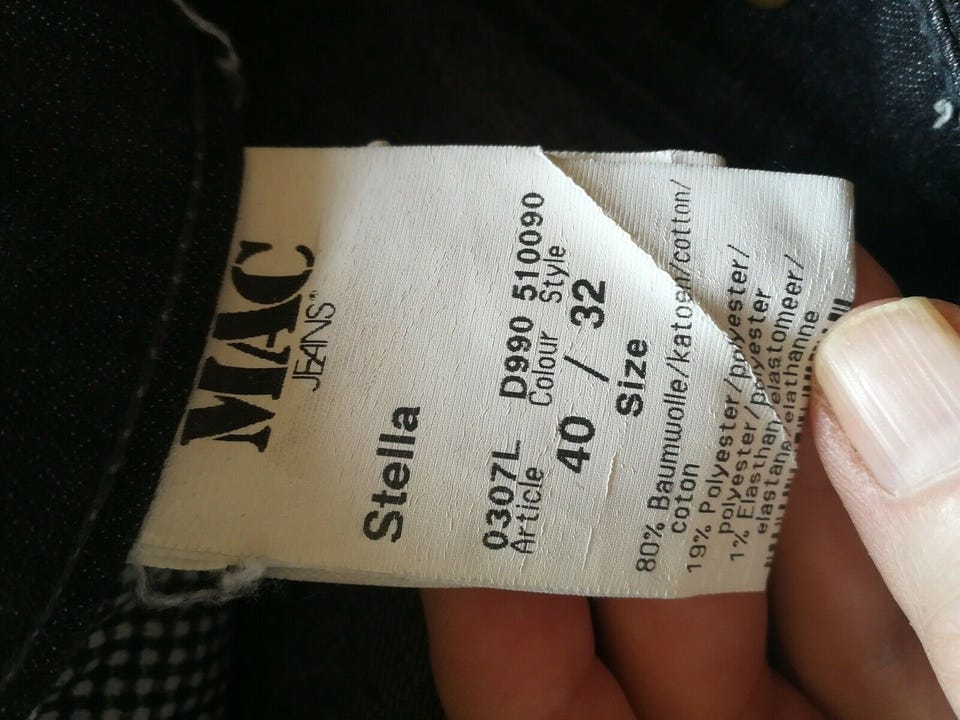 MAC
JEANS®
Stella
0307L D990 510090
Article Colour Style
40 / 32
Size
80% Baumwolle/katoen/cotton/
coton
19% Polyester/polyester/
polyester/polyester
1% Elasthan/elastomeer/
elastane/elathanne